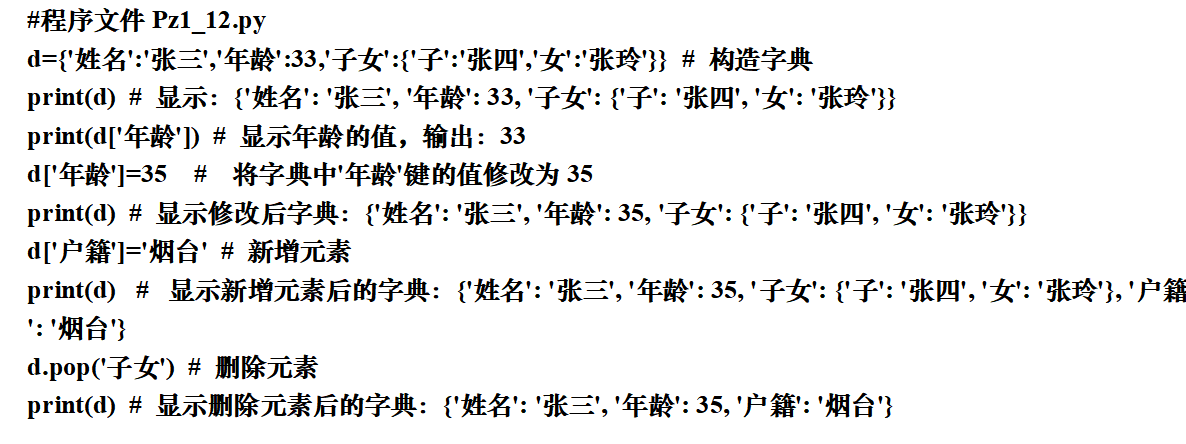 #程序文件 Pz1_12.py
d={'姓名':'张三','年龄':33,'子女':{'子':'张四','女':'张玲'}}  #  构造字典
print(d)  #  显示：{'姓名': '张三', '年龄': 33, '子女': {'子': '张四', '女': '张玲'}}
print(d['年龄'])  #  显示年龄的值，输出：33
d['年龄']=35    #    将字典中'年龄'键的值修改为 35
print(d)  #  显示修改后字典：{'姓名': '张三', '年龄': 35, '子女': {'子': '张四', '女': '张玲'}}
d['户籍']='烟台'  #  新增元素
print(d)   #   显示新增元素后的字典：{'姓名': '张三', '年龄': 35, '子女': {'子': '张四', '女': '张玲'}, '户籍
': '烟台'}
d.pop('子女')  #  删除元素
print(d)  #  显示删除元素后的字典：{'姓名': '张三', '年龄': 35, '户籍': '烟台'}